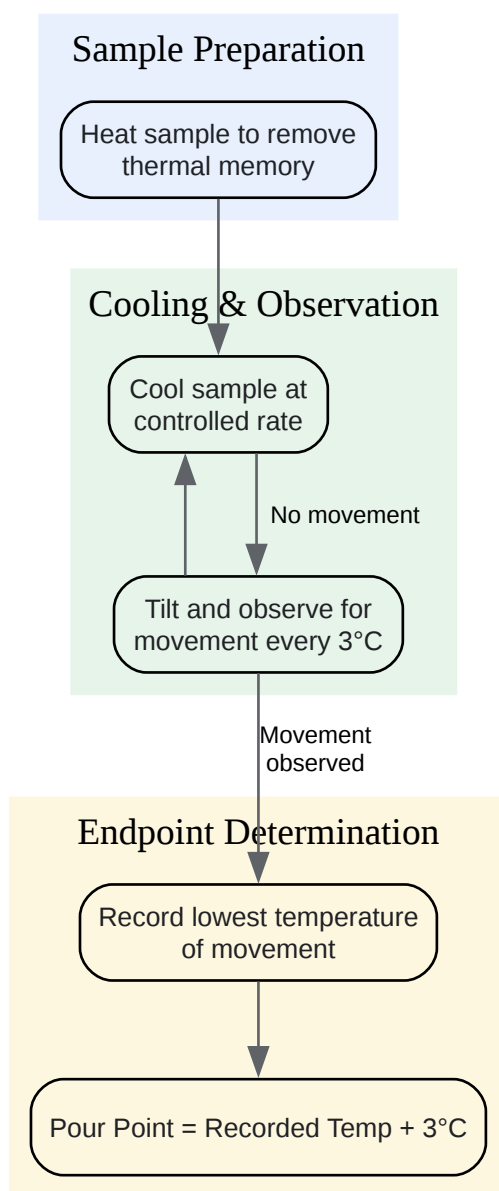 Sample Preparation
Heat sample to remove
thermal memory
Cooling & Observation
Cool sample at
controlled rate
No movement
Tilt and observe for
movement every 3°C
Movement
observed
Endpoint Determination
Record lowest temperature
of movement
Pour Point = Recorded Temp + 3°C